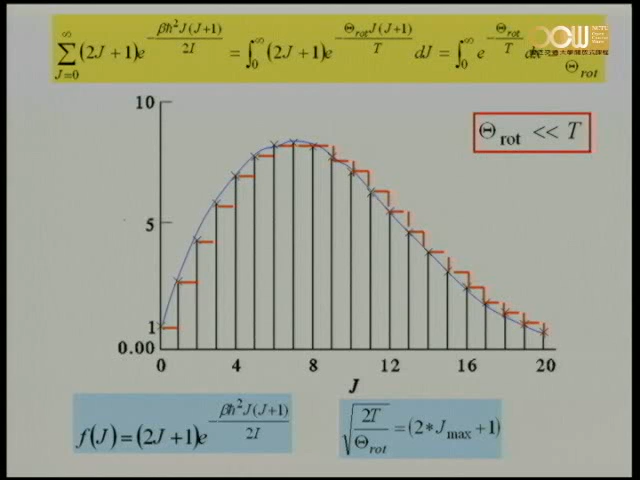 ∑_{J=0}^{∞} (2J+1)e^{-βħ²J(J+1)/2I} = ∫_0^∞ (2J+1)e^{-Θ_rot J(J+1)/T} dJ = ∫_0^∞ e^{-Θ_rot/T} Θ_rot
OCW
Θ_rot << T
10
5
1
0.00
0 4 8 12 16 20
J
f(J)=(2J+1)e^{-βħ²J(J+1)/2I}
√(2T/Θ_rot) = (2*J_max+1)